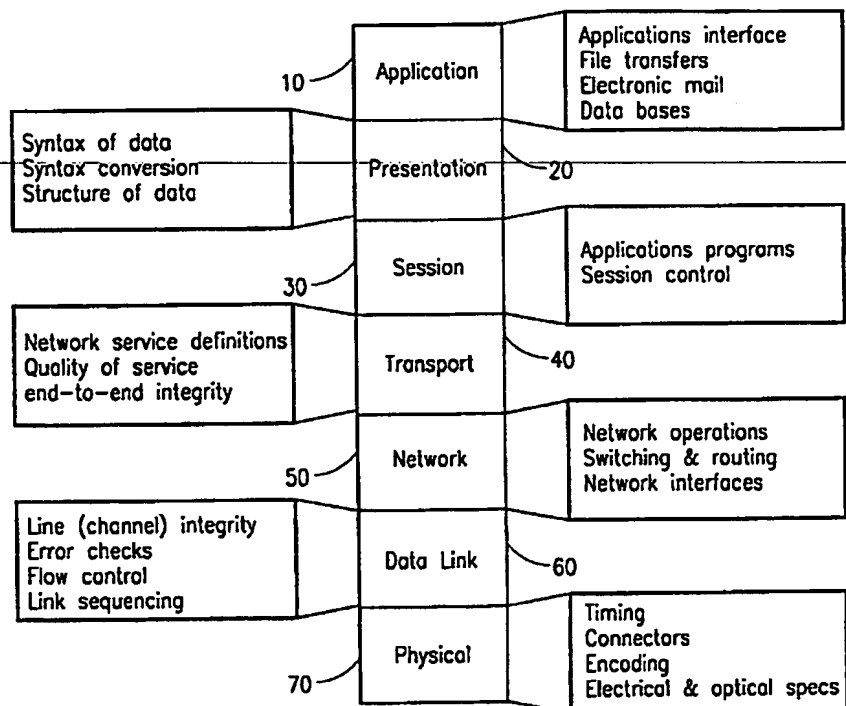 Applications interface
File transfers
Electronic mail
Data bases
10
Application
Syntax of data
Syntax conversion
Structure of data
Presentation
20
Applications programs
Session control
30
Session
Network service definitions
Quality of service
end-to-end integrity
Transport
40
Network operations
Switching & routing
Network interfaces
50
Network
Line (channel) integrity
Error checks
Flow control
Link sequencing
Data Link
60
Timing
Connectors
Encoding
Electrical & optical specs
70
Physical